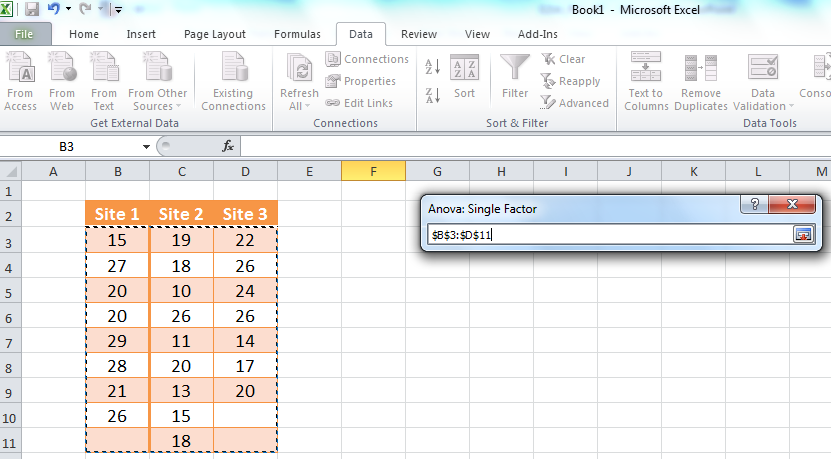 Book1 - Microsoft Excel
File Home Insert Page Layout Formulas Data Review View Add-Ins
From Access
From Web
From Text
From Other Sources
Existing Connections
Get External Data
Refresh All
Connections
Properties
Edit Links
Connections
A Z
Z A
Sort
Filter
Clear
Reapply
Advanced
Sort & Filter
Text to Columns
Remove Duplicates
Data Validation
Conso
Data Tools
B3 fx
A B C D E F G H I J K L M
1
2 Site 1 Site 2 Site 3
3 15 19 22
4 27 18 26
5 20 10 24
6 20 26 26
7 29 11 14
8 28 20 17
9 21 13 20
10 26 15
11 18
Anova: Single Factor
$B$3:$D$11